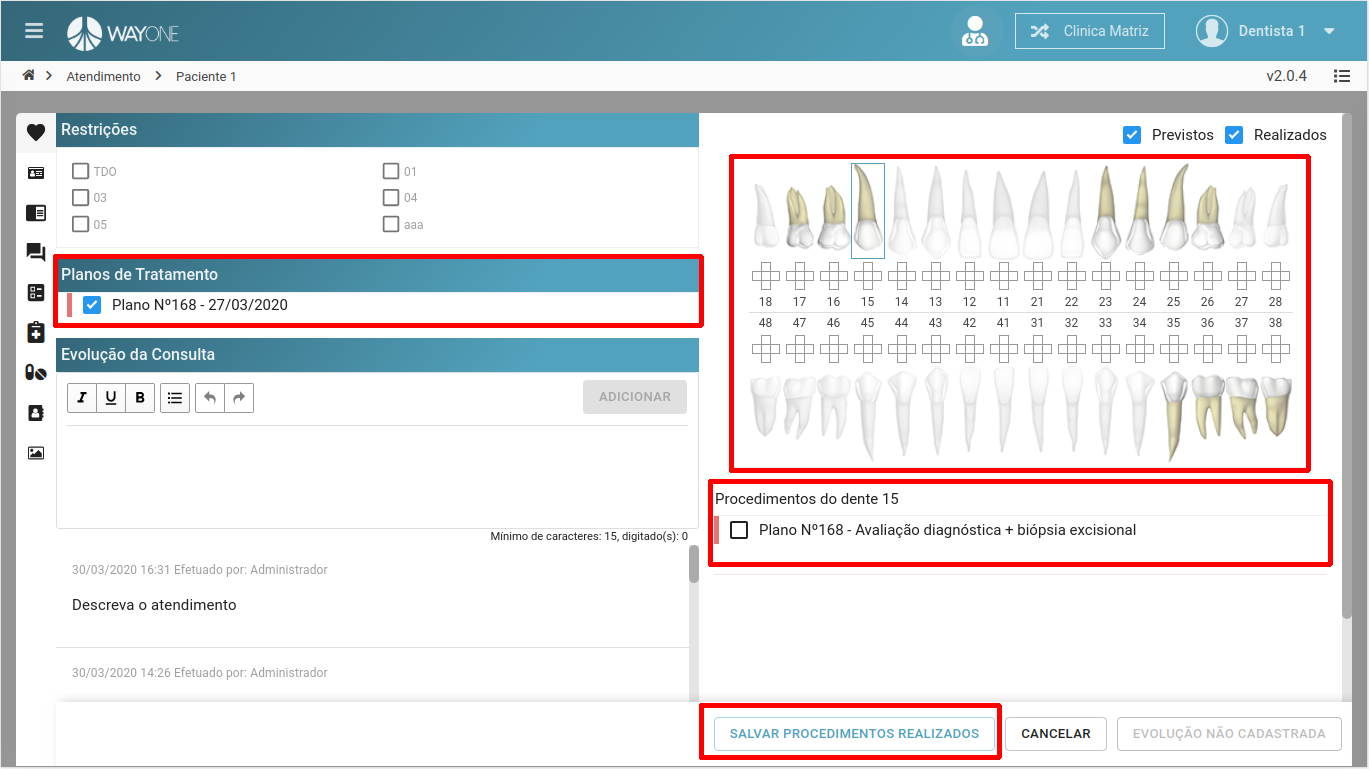 WAYONE
Clinica Matriz
Dentista 1
Atendimento
Paciente 1
v2.0.4
Restrições
TDO
01
03
04
05
aaa
Planos de Tratamento
Plano Nº168 - 27/03/2020
Evolução da Consulta
I U B
ADICIONAR
Mínimo de caracteres: 15, digitado(s): 0
30/03/2020 16:31 Efetuado por: Administrador
Descreva o atendimento
30/03/2020 14:26 Efetuado por: Administrador
Previstos
Realizados
18 17 16 15 14 13 12 11 21 22 23 24 25 26 27 28
48 47 46 45 44 43 42 41 31 32 33 34 35 36 37 38
Procedimentos do dente 15
Plano Nº168 - Avaliação diagnóstica + biópsia excisional
SALVAR PROCEDIMENTOS REALIZADOS
CANCELAR
EVOLUÇÃO NÃO CADASTRADA